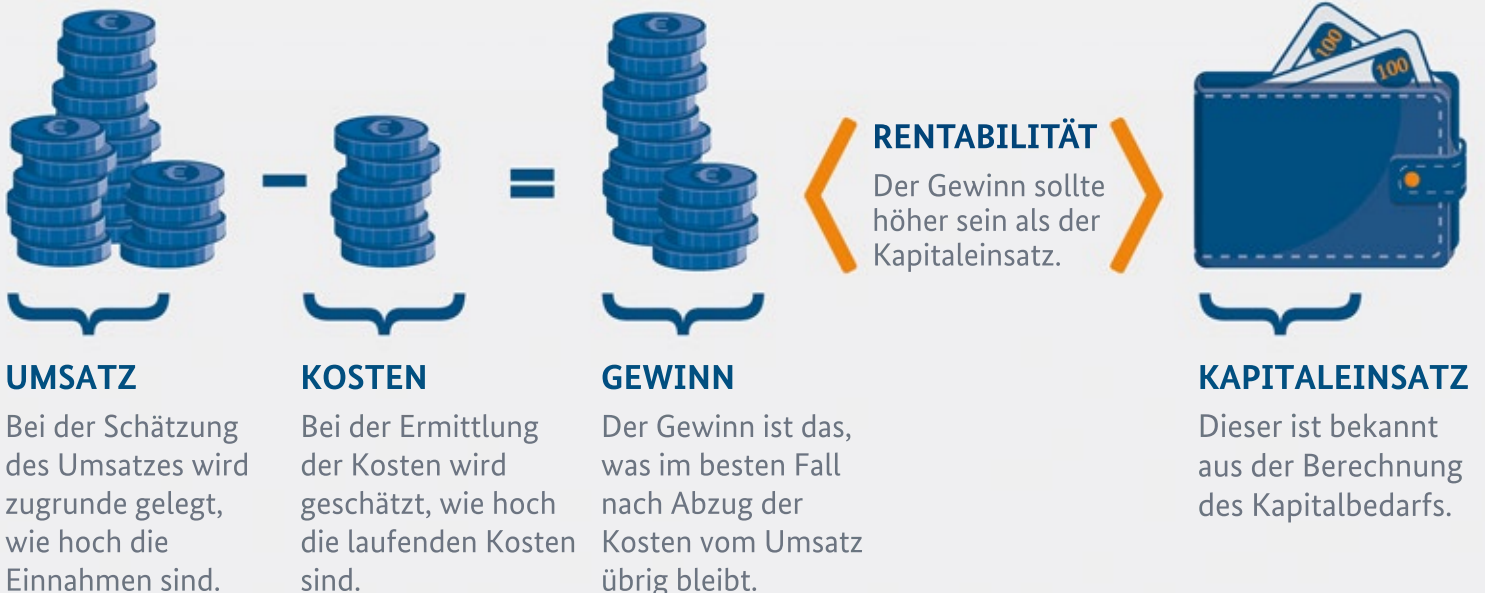 100
100
RENTABILITÄT
Der Gewinn sollte
höher sein als der
Kapitaleinsatz.
UMSATZ
Bei der Schätzung
des Umsatzes wird
zugrunde gelegt,
wie hoch die
Einnahmen sind.
KOSTEN
Bei der Ermittlung
der Kosten wird
geschätzt, wie hoch
die laufenden Kosten
sind.
GEWINN
Der Gewinn ist das,
was im besten Fall
nach Abzug der
Kosten vom Umsatz
übrig bleibt.
KAPITALEINSATZ
Dieser ist bekannt
aus der Berechnung
des Kapitalbedarfs.